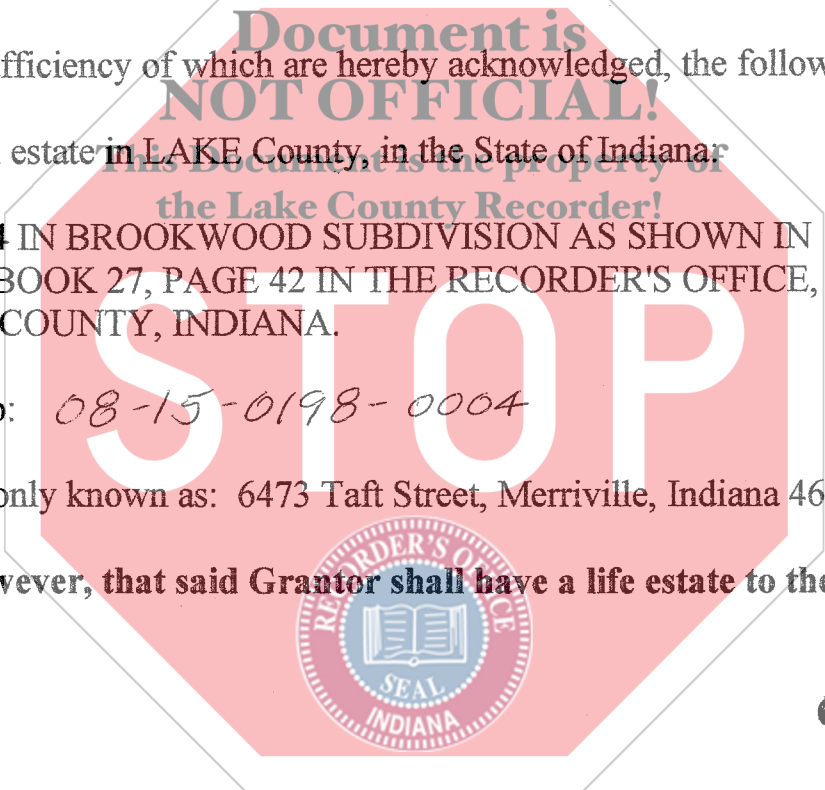 Document is
fficiency of which are hereby acknowledged, the follow
NOT OFFICIAL!
estate in LAKE County, in the State of Indiana:
This Document is the property of
the Lake County Recorder!
4 IN BROOKWOOD SUBDIVISION AS SHOWN IN
BOOK 27, PAGE 42 IN THE RECORDER'S OFFICE,
COUNTY, INDIANA.
STOP
o: 08-15-0198-0004
only known as: 6473 Taft Street, Merriville, Indiana 46
wever, that said Grantor shall have a life estate to the
RECORDER'S OFFICE
SEAL
INDIANA